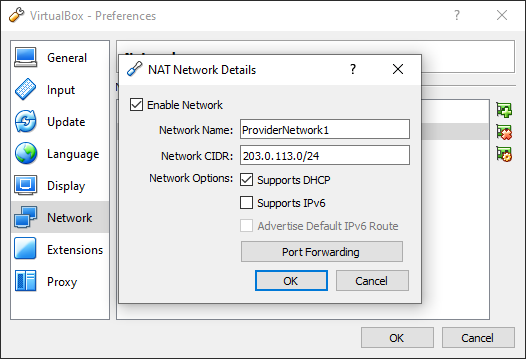 VirtualBox - Preferences
General
Input
Update
Language
Display
Network
Extensions
Proxy
NAT Network Details
Enable Network
Network Name: ProviderNetwork1
Network CIDR: 203.0.113.0/24
Network Options: Supports DHCP
Supports IPv6
Advertise Default IPv6 Route
Port Forwarding
OK Cancel
OK Cancel